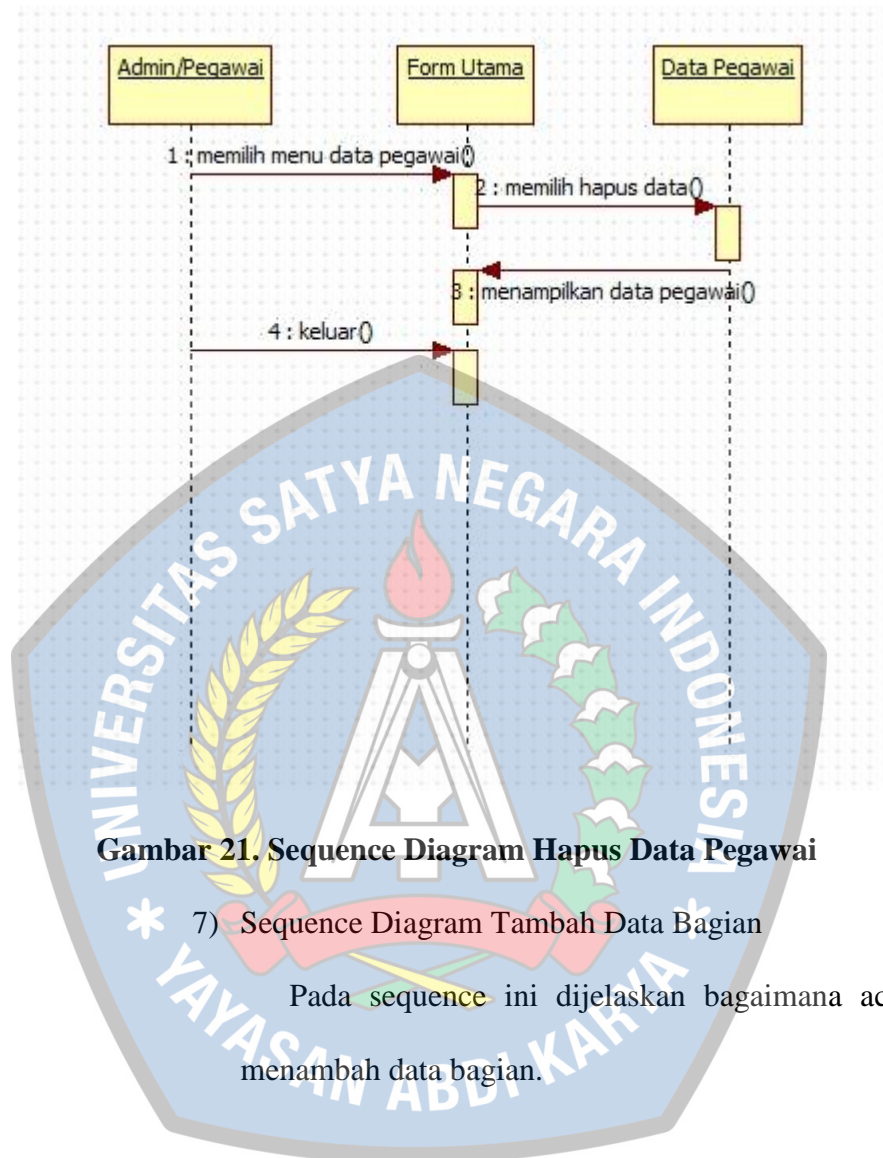 Admin/Pegawai
Form Utama
Data Pegawai
1 : memilih menu data pegawai()
2 : memilih hapus data()
3 : menampilkan data pegawai()
4 : keluar()
UNIVERSITAS SATYA NEGARA INDONESIA
Gambar 21. Sequence Diagram Hapus Data Pegawai
7) Sequence Diagram Tambah Data Bagian
Pada sequence ini dijelaskan bagaimana
menambah data bagian.
* YAYASAN ABDI KARYA *